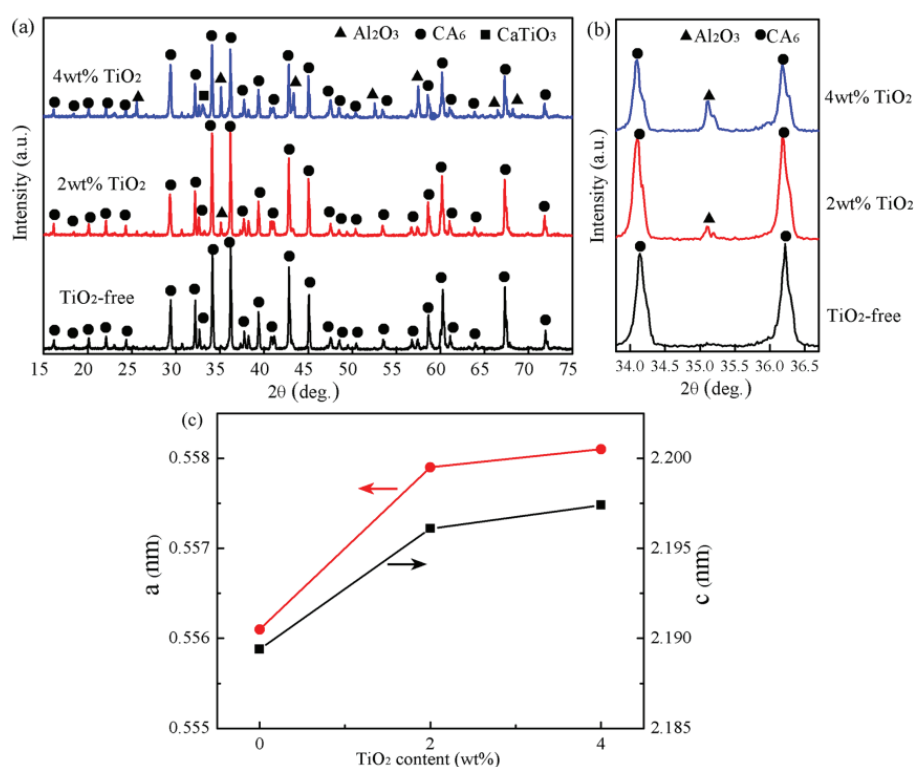 (a) ▲ Al₂O₃ ● CA₆ ■ CaTiO₃
4wt% TiO₂
2wt% TiO₂
TiO₂-free
Intensity (a.u.)
15 20 25 30 35 40 45 50 55 60 65 70 75
2θ (deg.)
(b) ▲ Al₂O₃ ● CA₆
4wt% TiO₂
2wt% TiO₂
TiO₂-free
Intensity (a.u.)
34.0 34.5 35.0 35.5 36.0 36.5
2θ (deg.)
(c)
0.558
0.557
0.556
0.555
a (nm)
2.200
2.195
2.190
2.185
c (nm)
0 2 4
TiO₂ content (wt%)